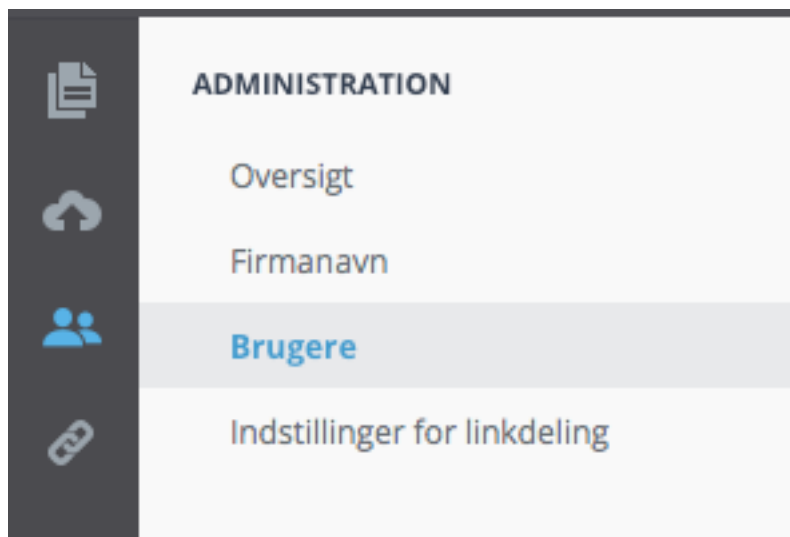 ADMINISTRATION
Oversigt
Firmanavn
Brugere
Indstillinger for linkdeling